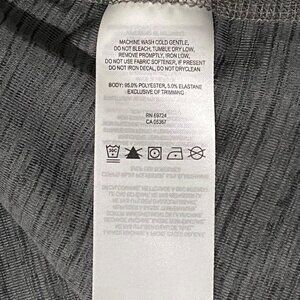 MACHINE WASH COLD GENTLE,
DO NOT BLEACH, TUMBLE DRY LOW,
REMOVE PROMPTLY, IRON LOW,
DO NOT USE FABRIC SOFTENER, IF PRESENT
DO NOT IRON DECAL, DO NOT DRYCLEAN
BODY: 95.0% POLYESTER, 5.0% ELASTANE
EXCLUSIVE OF TRIMMING
RN 69724
CA 05367
30C